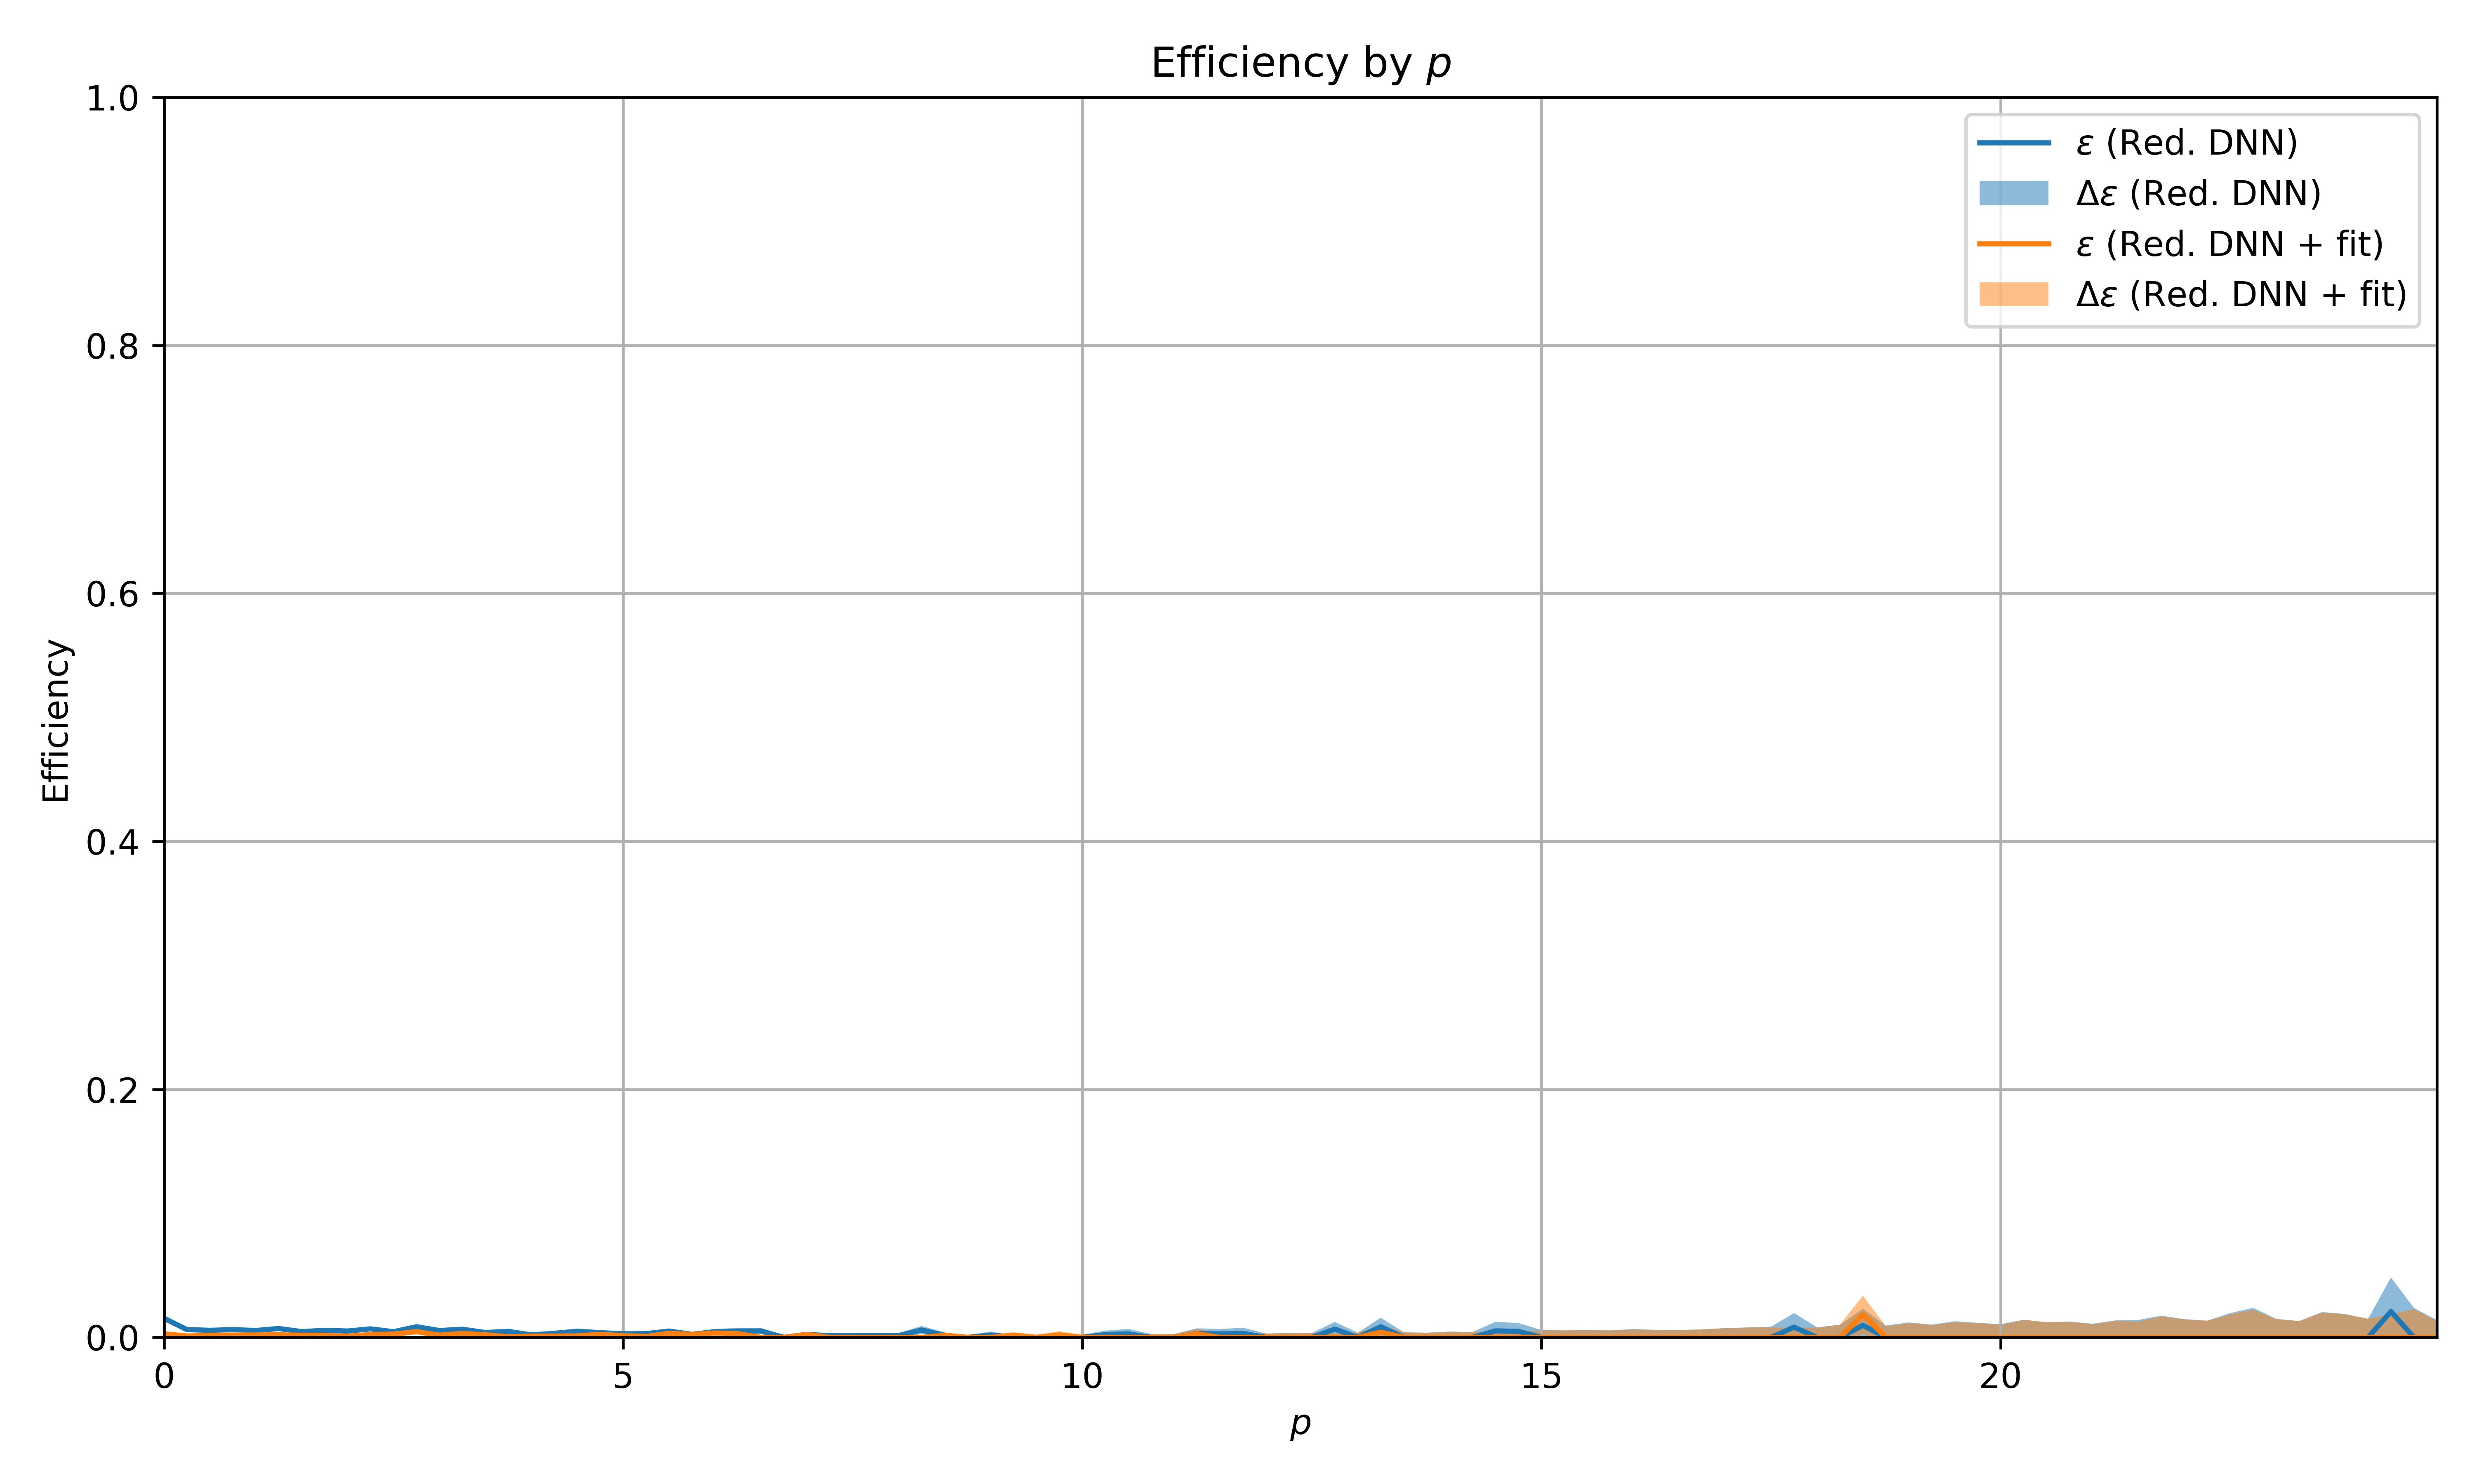 Efficiency by p
1.0
0.8
0.6
0.4
0.2
0.0
Efficiency
0
5
10
15
20
p
ε (Red. DNN)
Δε (Red. DNN)
ε (Red. DNN + fit)
Δε (Red. DNN + fit)